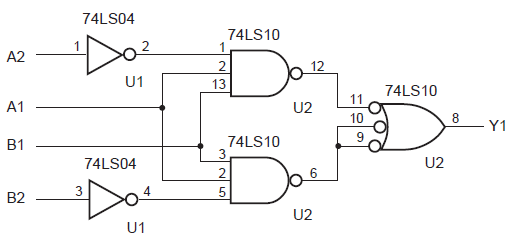 74LS04
74LS10
A2 1 2 1
2 12
U1 13
74LS10
A1 U2 11
10 8 Y1
B1 74LS10 9
74LS04 3
2 6 U2
B2 3 4 5
U1 U2